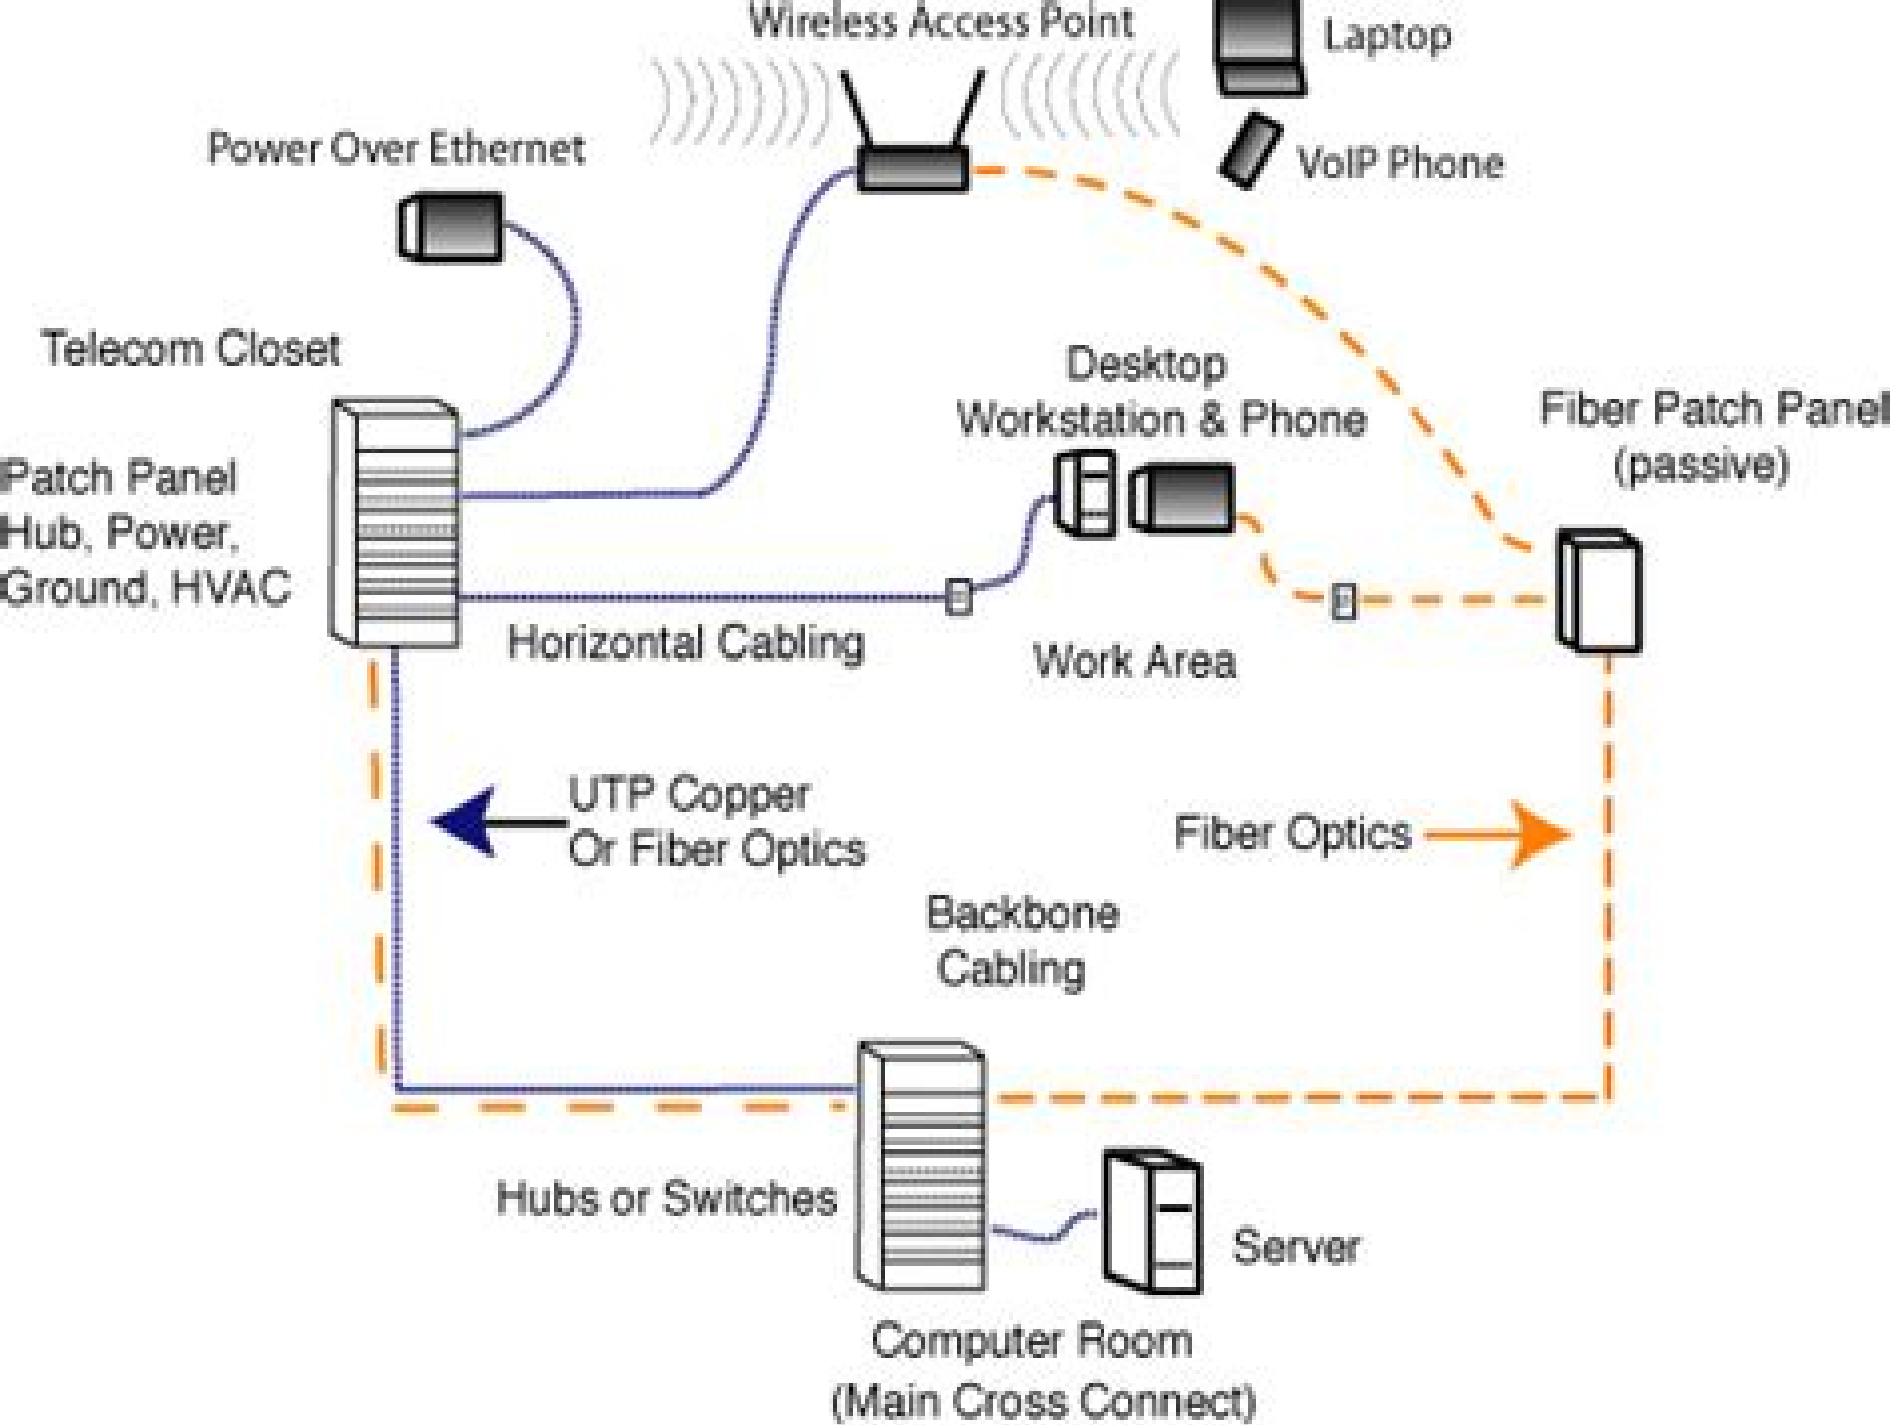 Wireless Access Point
Laptop
VoIP Phone
Power Over Ethernet
Telecom Closet
Desktop
Workstation & Phone
Fiber Patch Panel
(passive)
Patch Panel
Hub, Power,
Ground, HVAC
Horizontal Cabling
Work Area
UTP Copper
Or Fiber Optics
Fiber Optics
Backbone
Cabling
Hubs or Switches
Server
Computer Room
(Main Cross Connect)